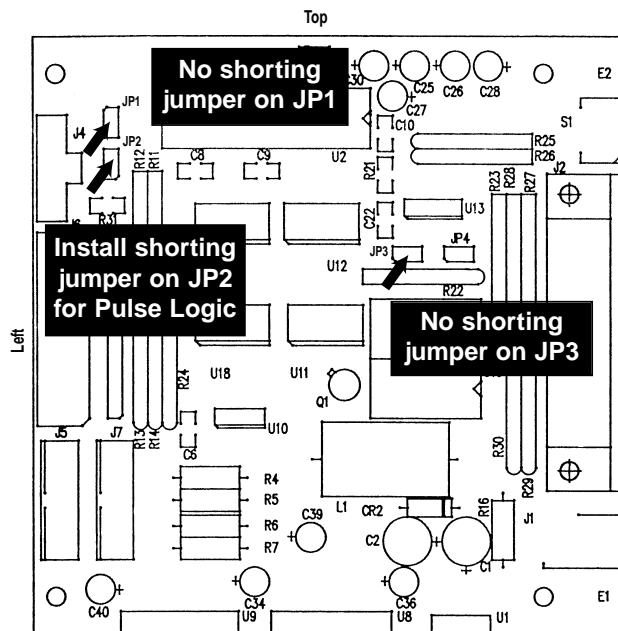 Top
No shorting
jumper on JP1
C30
C25
C26
C28
E2
C27
JP1
J4
JP2
C10
S1
U2
R25
R26
R12
R11
C8
C9
R21
R23
R28
R27
J2
R31
C22
U13
Install shorting
jumper on JP2
for Pulse Logic
JP3
JP4
U12
R22
Left
No shorting
jumper on JP3
U18
U11
R24
Q1
U10
J5
J7
R13
R14
C6
R30
R29
R4
R5
R6
R7
L1
CR2
R16
J1
C39
C2
C1
C40
C34
C36
E1
U9
U8
U1